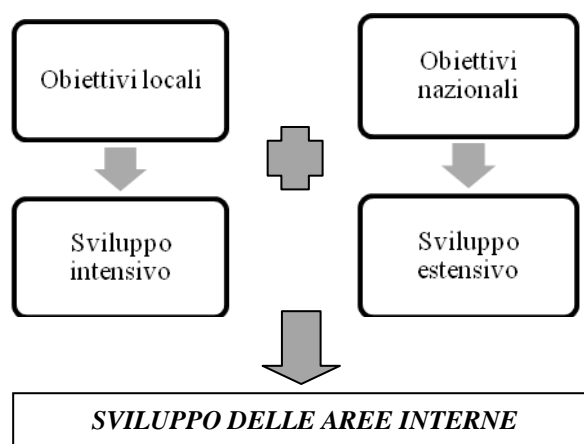 Obiettivi locali
Obiettivi
nazionali
Sviluppo
intensivo
Sviluppo
estensivo
SVILUPPO DELLE AREE INTERNE